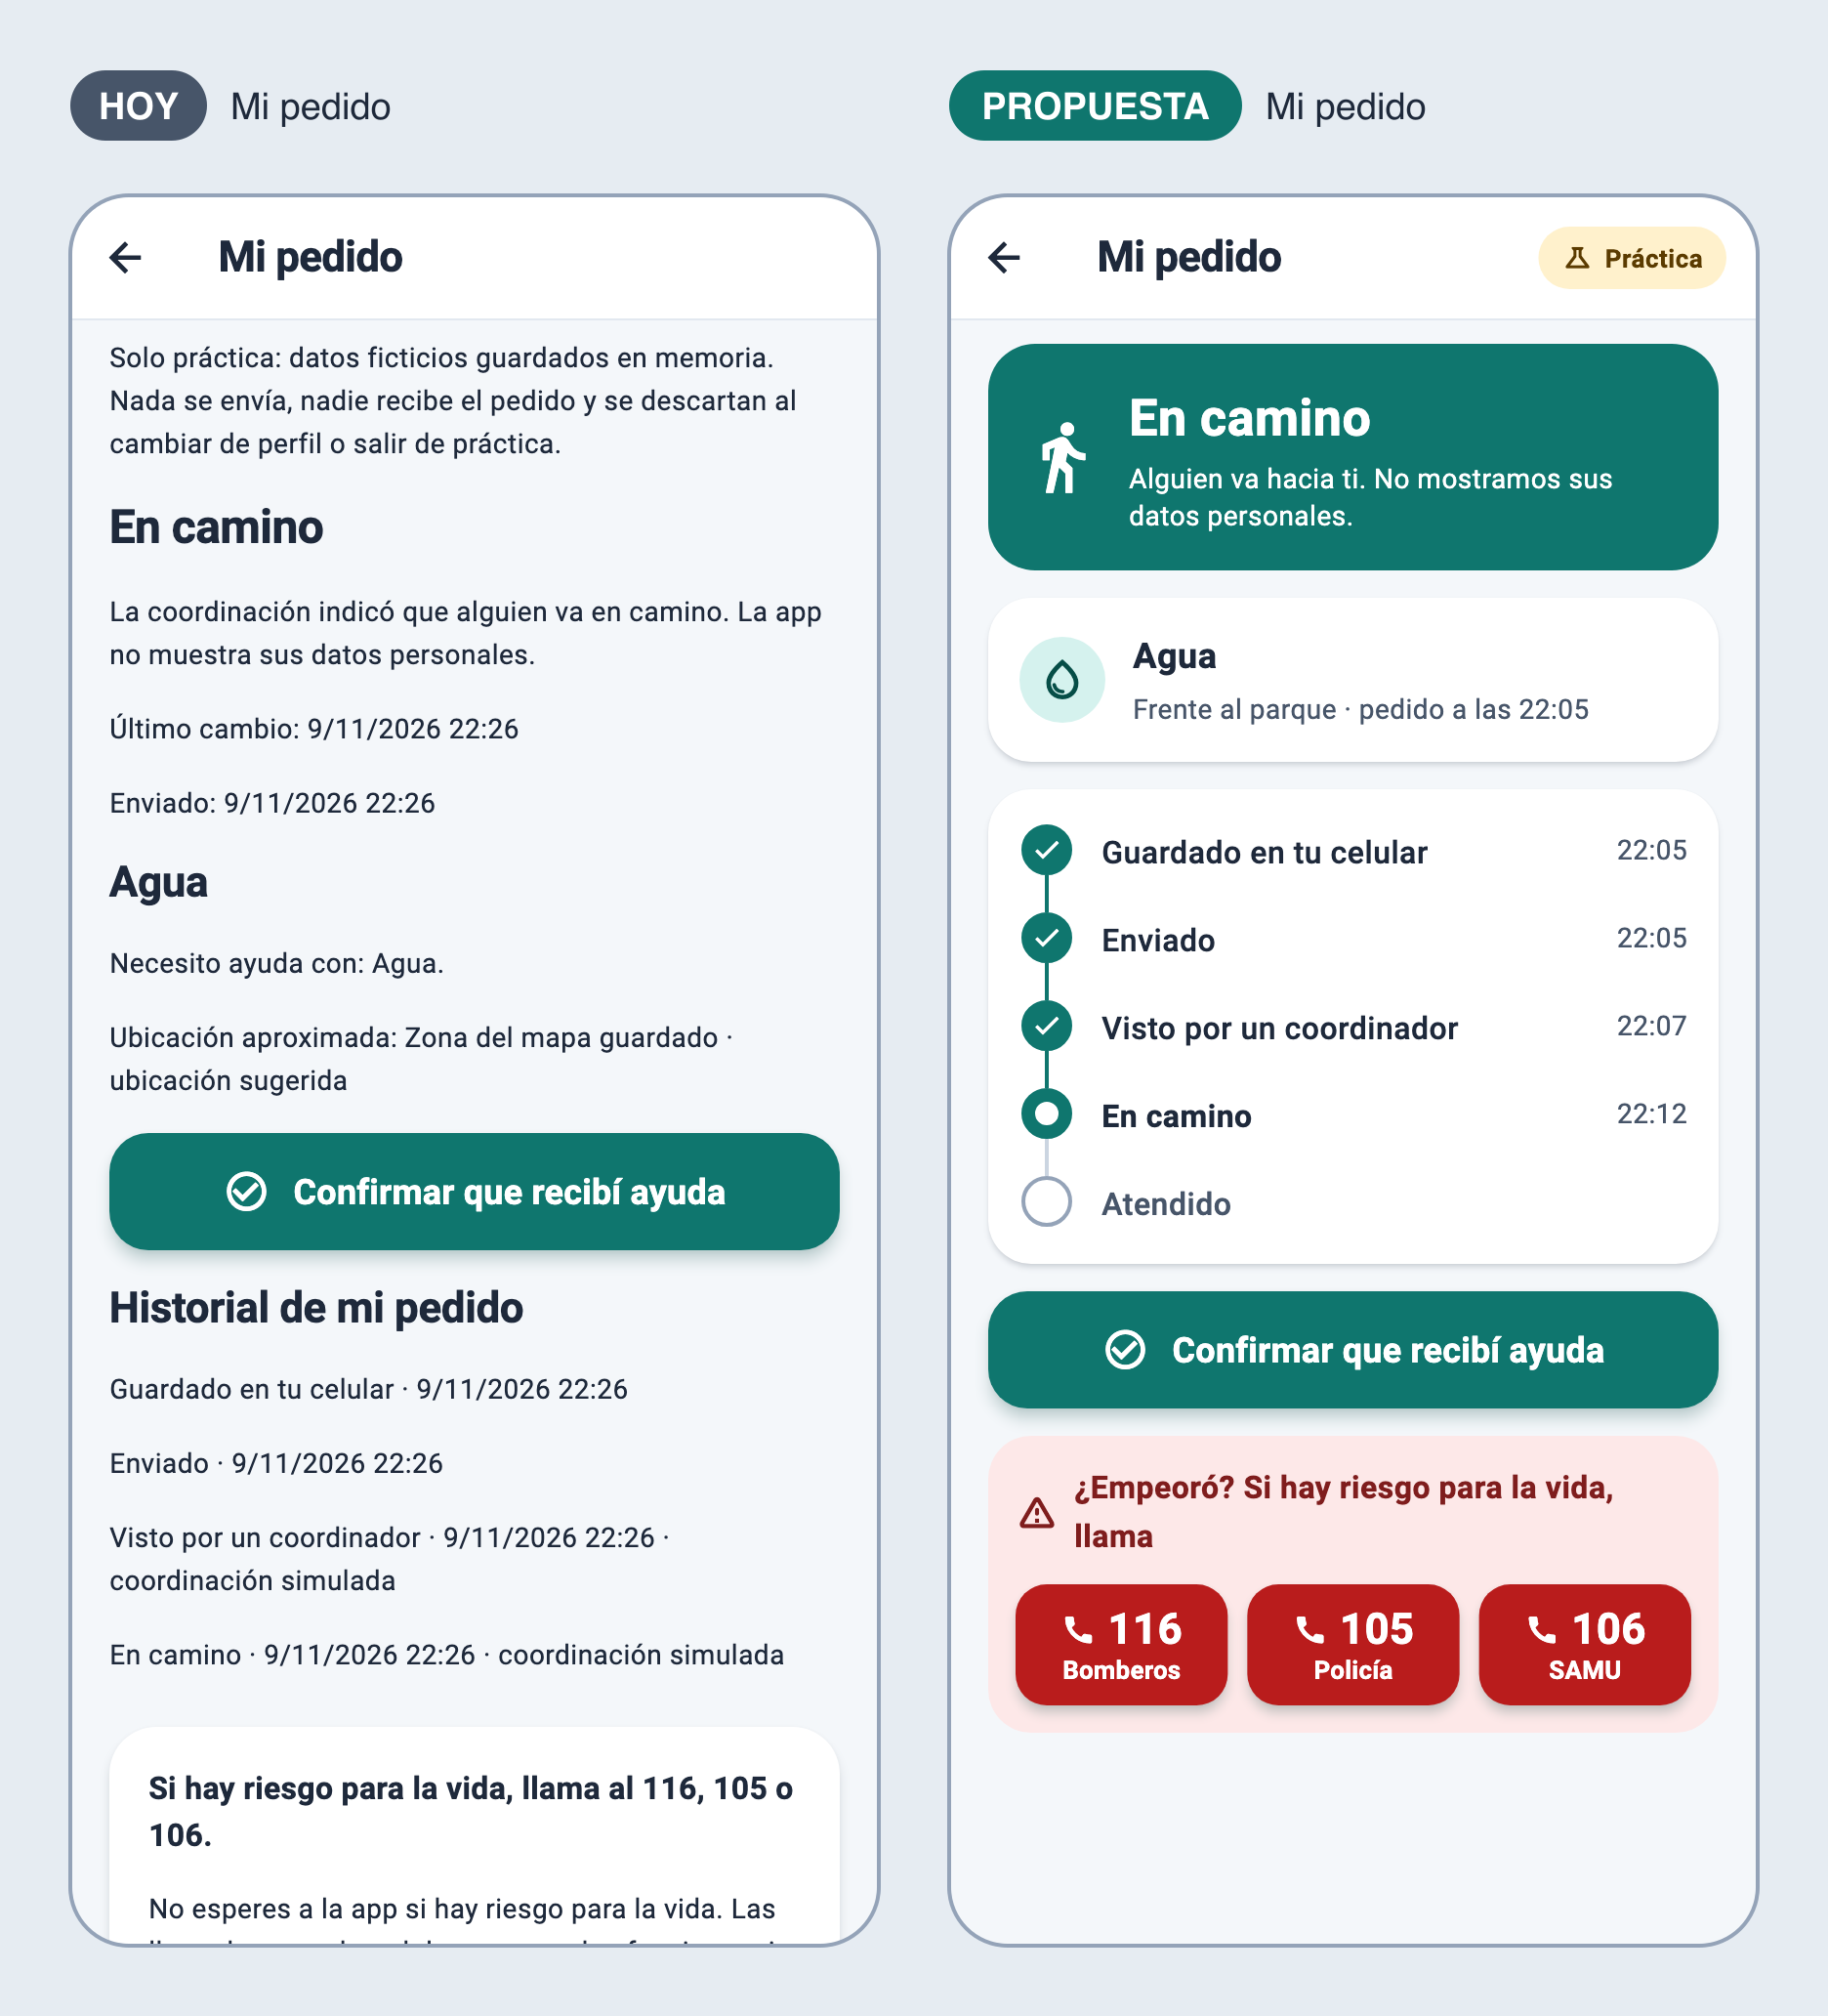 HOY Mi pedido
Mi pedido
Solo práctica: datos ficticios guardados en memoria.
Nada se envía, nadie recibe el pedido y se descartan al
cambiar de perfil o salir de práctica.
En camino
La coordinación indicó que alguien va en camino. La app
no muestra sus datos personales.
Último cambio: 9/11/2026 22:26
Enviado: 9/11/2026 22:26
Agua
Necesito ayuda con: Agua.
Ubicación aproximada: Zona del mapa guardado ·
ubicación sugerida
Confirmar que recibí ayuda
Historial de mi pedido
Guardado en tu celular · 9/11/2026 22:26
Enviado · 9/11/2026 22:26
Visto por un coordinador · 9/11/2026 22:26 ·
coordinación simulada
En camino · 9/11/2026 22:26 · coordinación simulada
Si hay riesgo para la vida, llama al 116, 105 o
106.
No esperes a la app si hay riesgo para la vida. Las
PROPUESTA Mi pedido
Mi pedido
Práctica
En camino
Alguien va hacia ti. No mostramos sus
datos personales.
Agua
Frente al parque · pedido a las 22:05
Guardado en tu celular 22:05
Enviado 22:05
Visto por un coordinador 22:07
En camino 22:12
Atendido
Confirmar que recibí ayuda
¿Empeoró? Si hay riesgo para la vida,
llama
116
Bomberos
105
Policía
106
SAMU